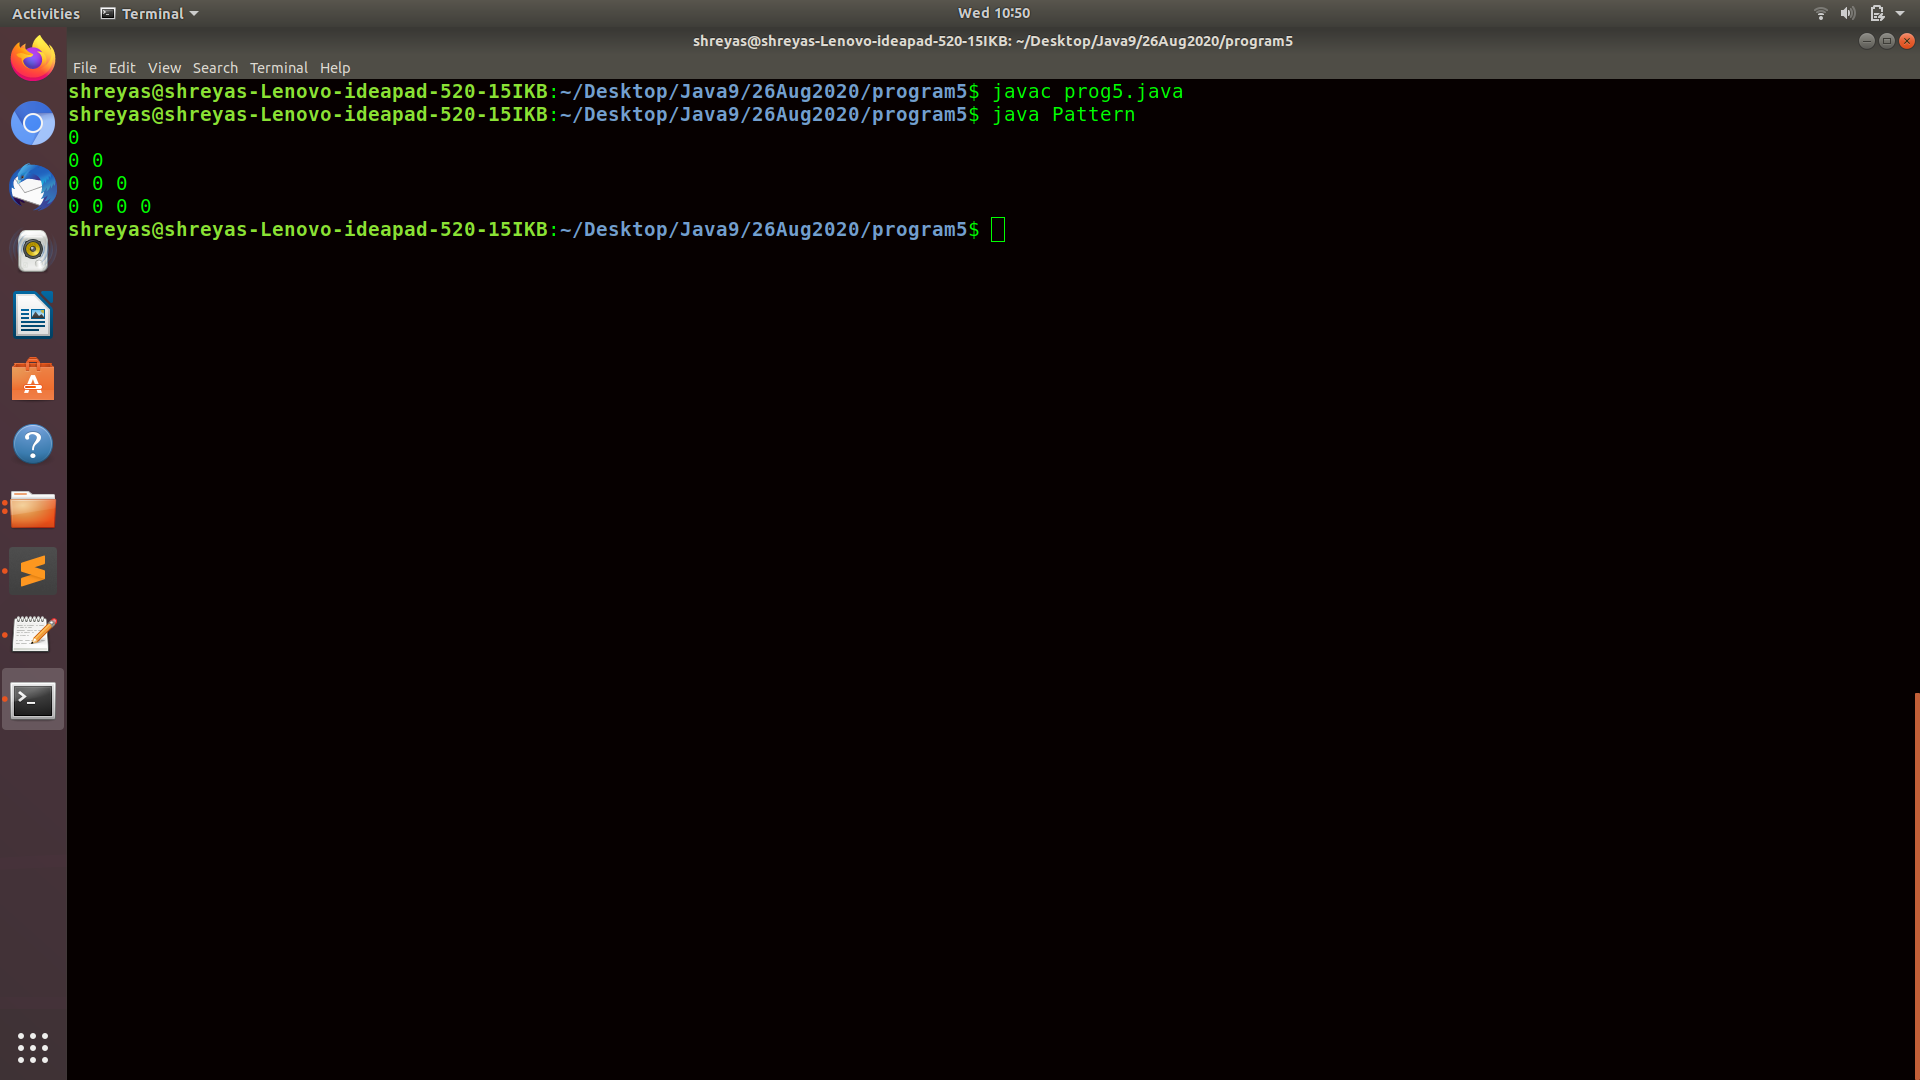 Activities Terminal Wed 10:50
shreyas@shreyas-Lenovo-ideapad-520-15IKB: ~/Desktop/Java9/26Aug2020/program5
File Edit View Search Terminal Help
shreyas@shreyas-Lenovo-ideapad-520-15IKB:~/Desktop/Java9/26Aug2020/program5$ javac prog5.java
shreyas@shreyas-Lenovo-ideapad-520-15IKB:~/Desktop/Java9/26Aug2020/program5$ java Pattern
0
0 0
0 0 0
0 0 0 0
shreyas@shreyas-Lenovo-ideapad-520-15IKB:~/Desktop/Java9/26Aug2020/program5$